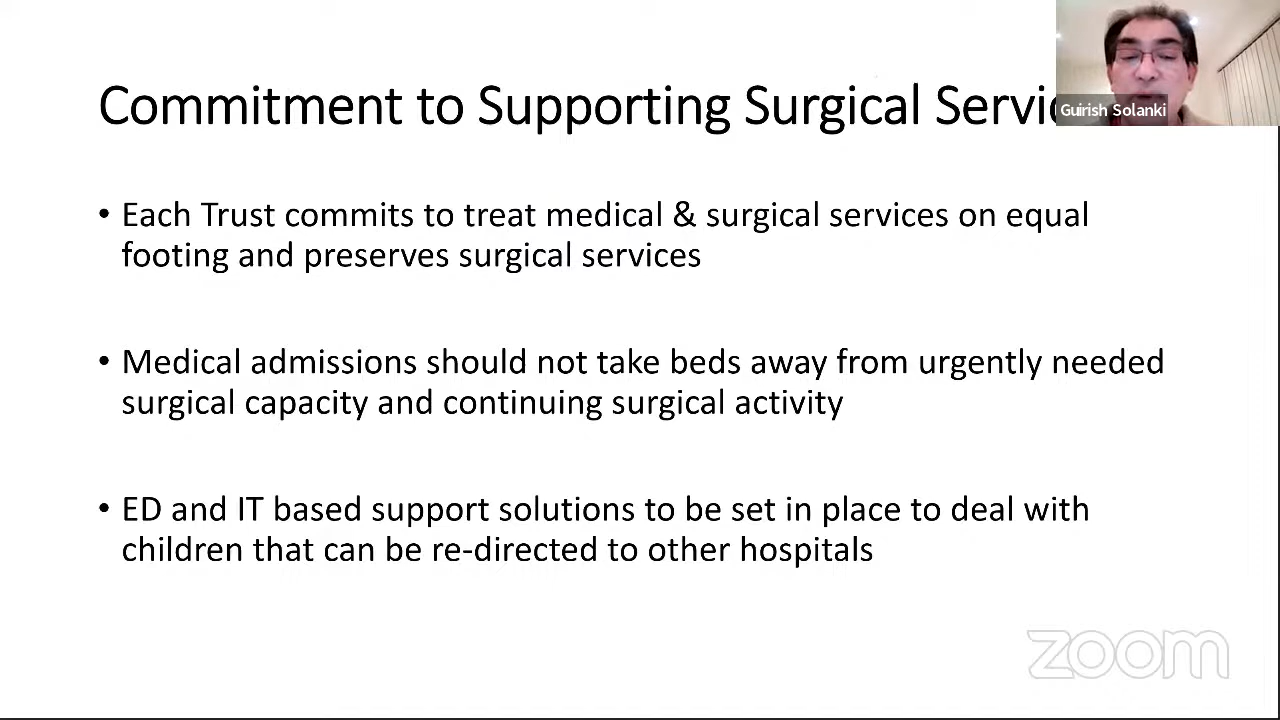 Commitment to Supporting Surgical Servic
Guirish Solanki
• Each Trust commits to treat medical & surgical services on equal
footing and preserves surgical services
• Medical admissions should not take beds away from urgently needed
surgical capacity and continuing surgical activity
• ED and IT based support solutions to be set in place to deal with
children that can be re-directed to other hospitals
zoom